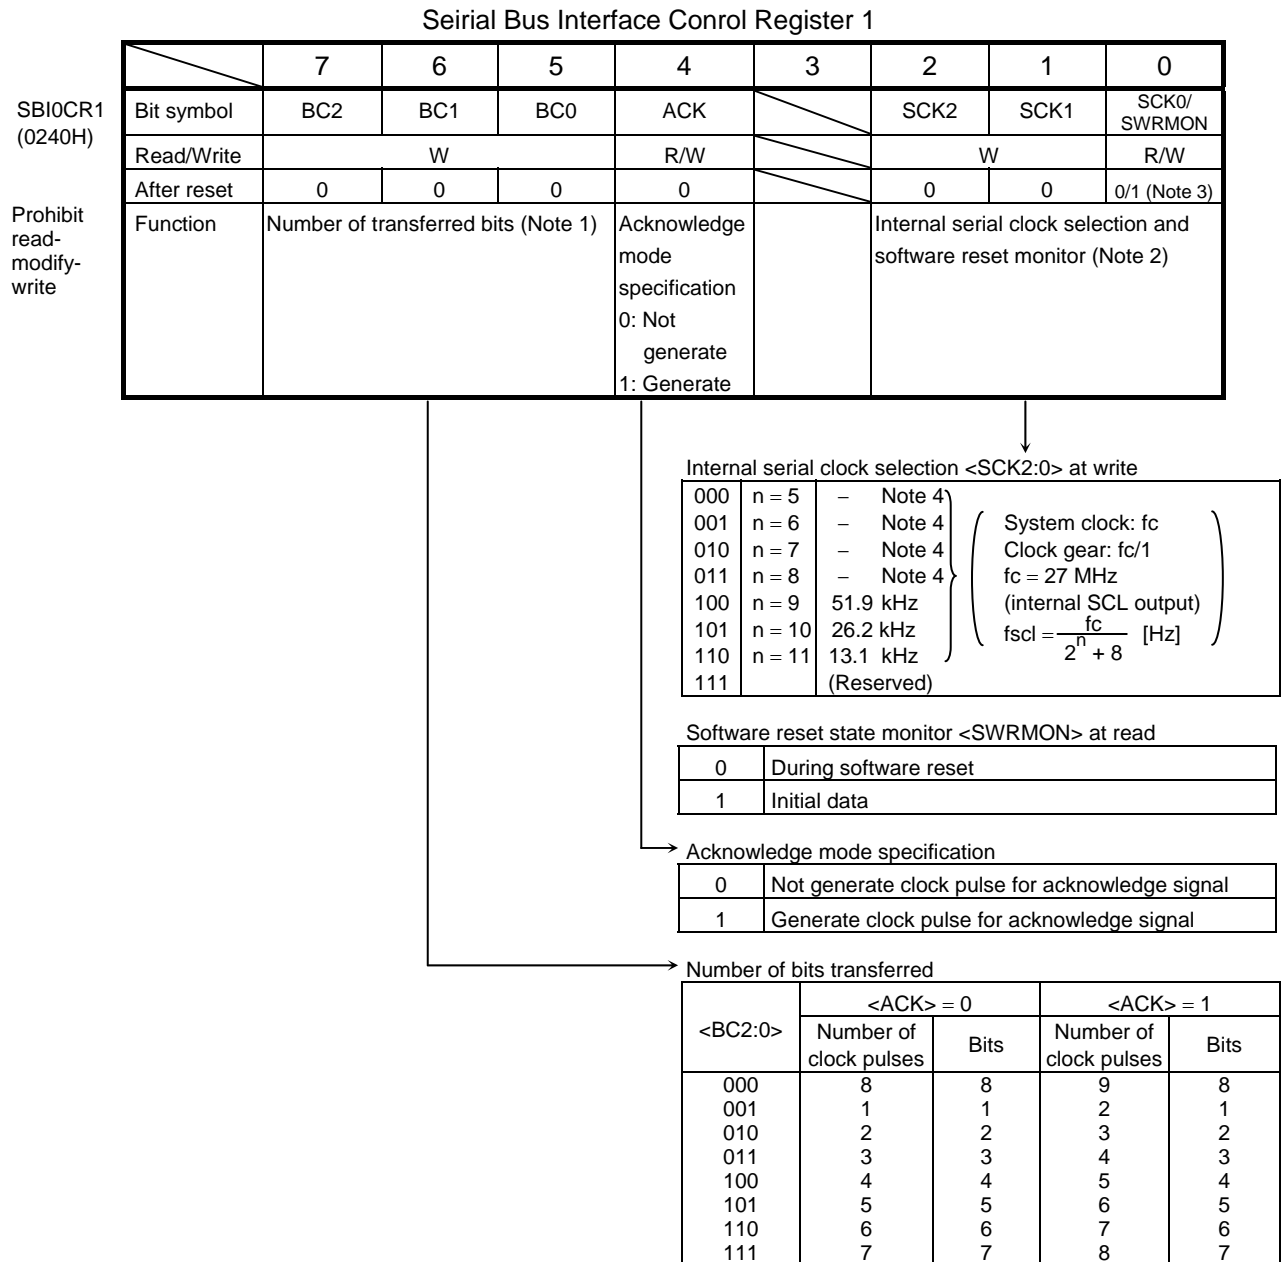 Seirial Bus Interface Conrol Register 1
7 6 5 4 3 2 1 0
SBI0CR1
(0240H)
Bit symbol BC2 BC1 BC0 ACK SCK2 SCK1 SCK0/
SWRMON
Read/Write W R/W W R/W
After reset 0 0 0 0 0 0 0/1 (Note 3)
Prohibit
read-
modify-
write
Function Number of transferred bits (Note 1) Acknowledge
mode
specification
0: Not
generate
1: Generate
Internal serial clock selection and
software reset monitor (Note 2)
Internal serial clock selection <SCK2:0> at write
000 n = 5 – Note 4
001 n = 6 – Note 4
010 n = 7 – Note 4
011 n = 8 – Note 4
100 n = 9 51.9 kHz
101 n = 10 26.2 kHz
110 n = 11 13.1 kHz
111 (Reserved)
System clock: fc
Clock gear: fc/1
fc = 27 MHz
(internal SCL output)
fscl = fc / 2^n + 8 [Hz]
Software reset state monitor <SWRMON> at read
0 During software reset
1 Initial data
Acknowledge mode specification
0 Not generate clock pulse for acknowledge signal
1 Generate clock pulse for acknowledge signal
Number of bits transferred
<BC2:0> <ACK> = 0 <ACK> = 1
Number of
clock pulses Bits Number of
clock pulses Bits
000 8 8 9 8
001 1 1 2 1
010 2 2 3 2
011 3 3 4 3
100 4 4 5 4
101 5 5 6 5
110 6 6 7 6
111 7 7 8 7